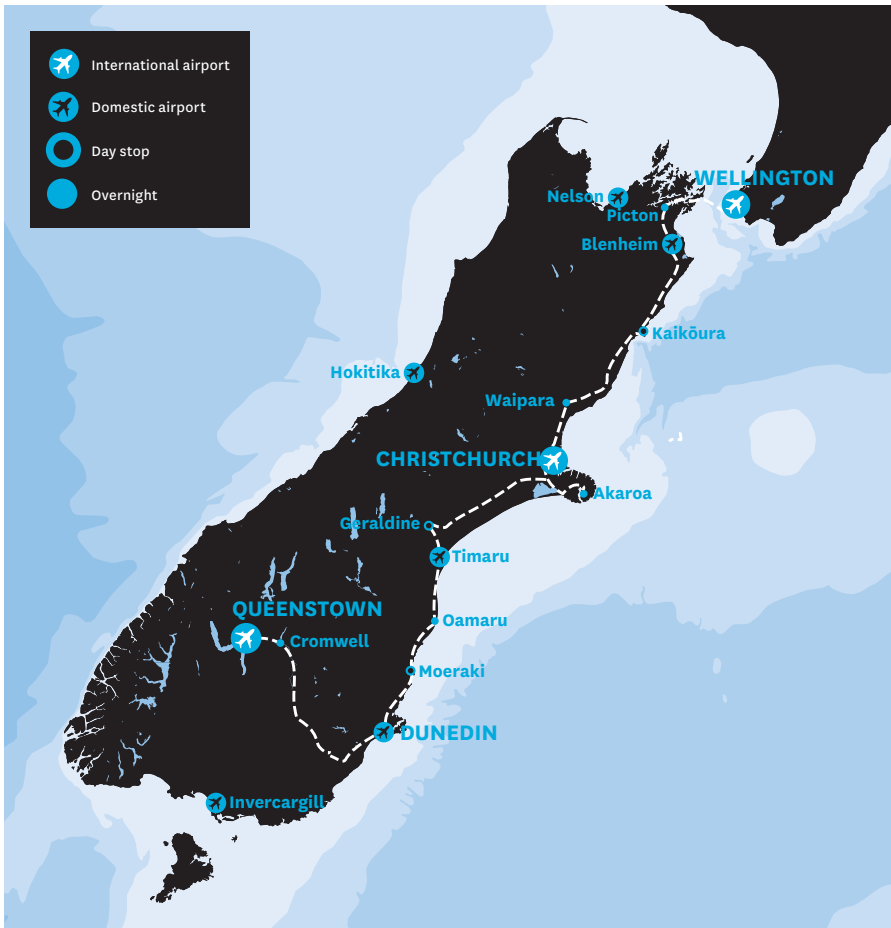 International airport
Domestic airport
Day stop
Overnight
WELLINGTON
Nelson
Picton
Blenheim
Kaikōura
Hokitika
Waipara
CHRISTCHURCH
Akaroa
Geraldine
Timaru
QUEENSTOWN
Oamaru
Cromwell
Moeraki
DUNEDIN
Invercargill